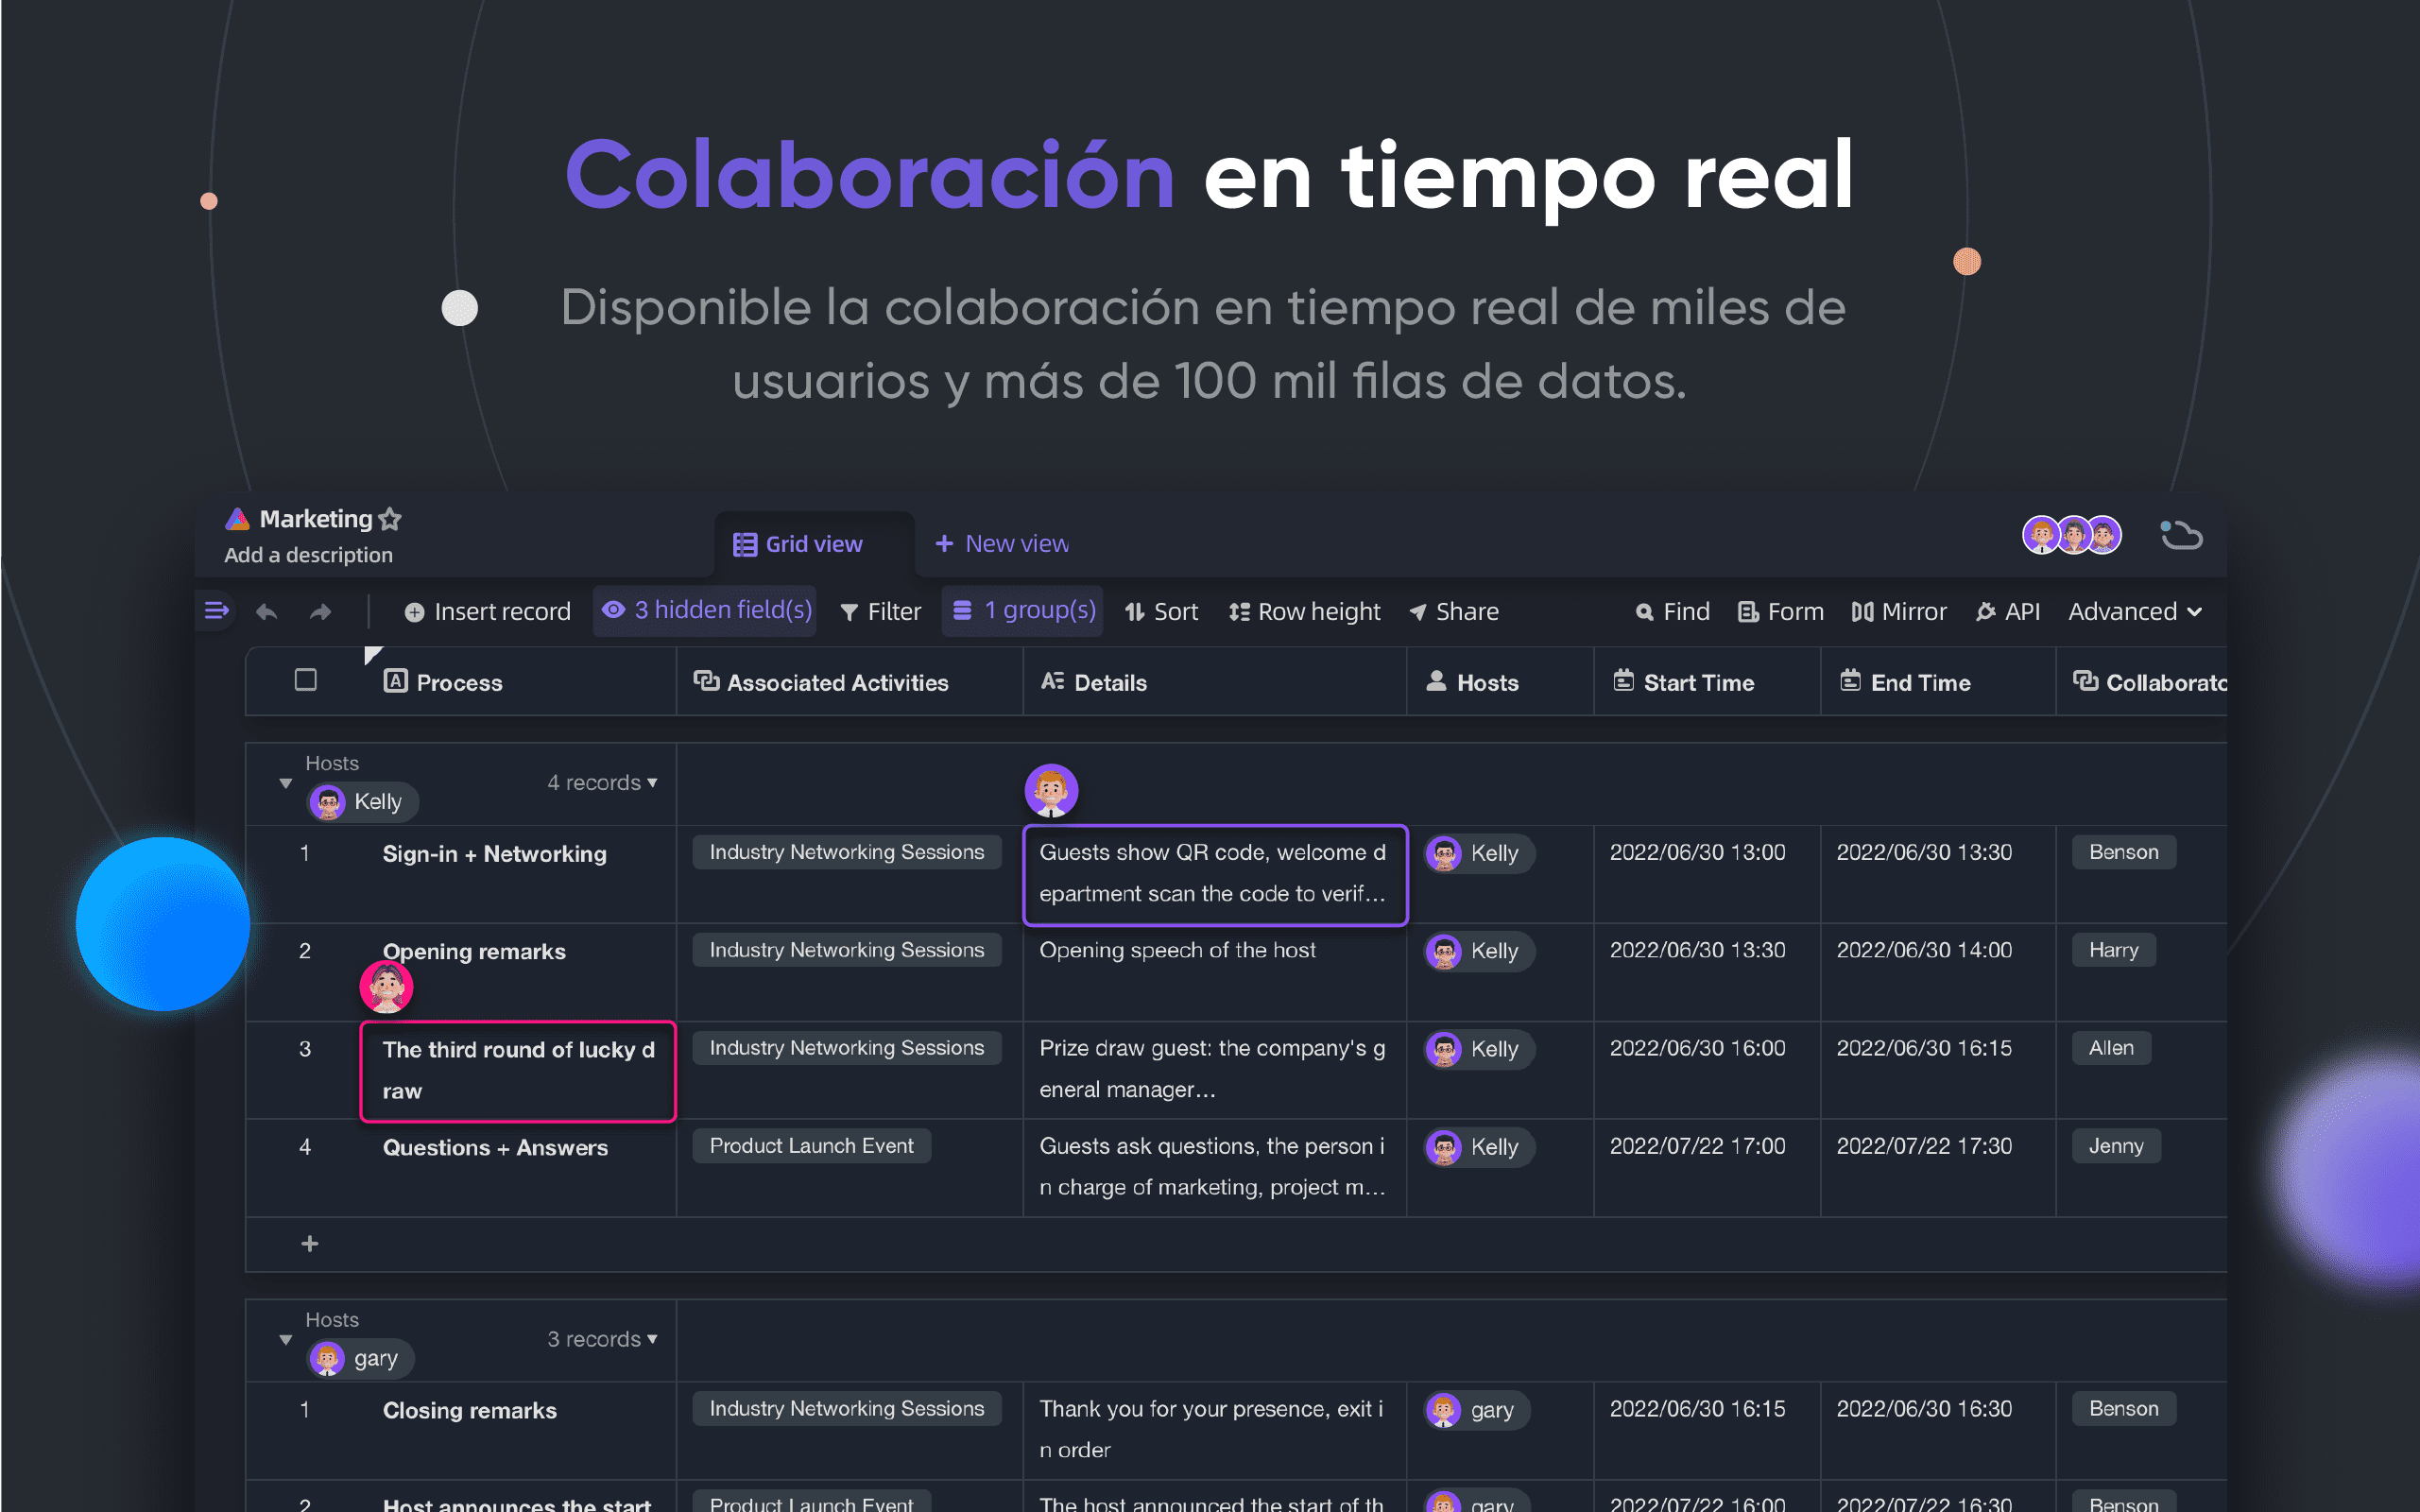 Colaboración en tiempo real
Disponible la colaboración en tiempo real de miles de
usuarios y más de 100 mil filas de datos.
Marketing
Add a description
Grid view
New view
Insert record
3 hidden field(s)
Filter
1 group(s)
Sort
Row height
Share
Find
Form
Mirror
API
Advanced
Process
Associated Activities
Details
Hosts
Start Time
End Time
Collaborato
Hosts
Kelly
4 records
1
Sign-in + Networking
Industry Networking Sessions
Guests show QR code, welcome d
epartment scan the code to verif...
Kelly
2022/06/30 13:00
2022/06/30 13:30
Benson
2
Opening remarks
Industry Networking Sessions
Opening speech of the host
Kelly
2022/06/30 13:30
2022/06/30 14:00
Harry
3
The third round of lucky d
raw
Industry Networking Sessions
Prize draw guest: the company's g
eneral manager...
Kelly
2022/06/30 16:00
2022/06/30 16:15
Allen
4
Questions + Answers
Product Launch Event
Guests ask questions, the person i
n charge of marketing, project m...
Kelly
2022/07/22 17:00
2022/07/22 17:30
Jenny
Hosts
gary
3 records
1
Closing remarks
Industry Networking Sessions
Thank you for your presence, exit i
n order
gary
2022/06/30 16:15
2022/06/30 16:30
Benson
2
Host announces the start
Product Launch Event
The host announced the start of th
gary
2022/07/22 16:00
2022/07/22 16:30
Benson